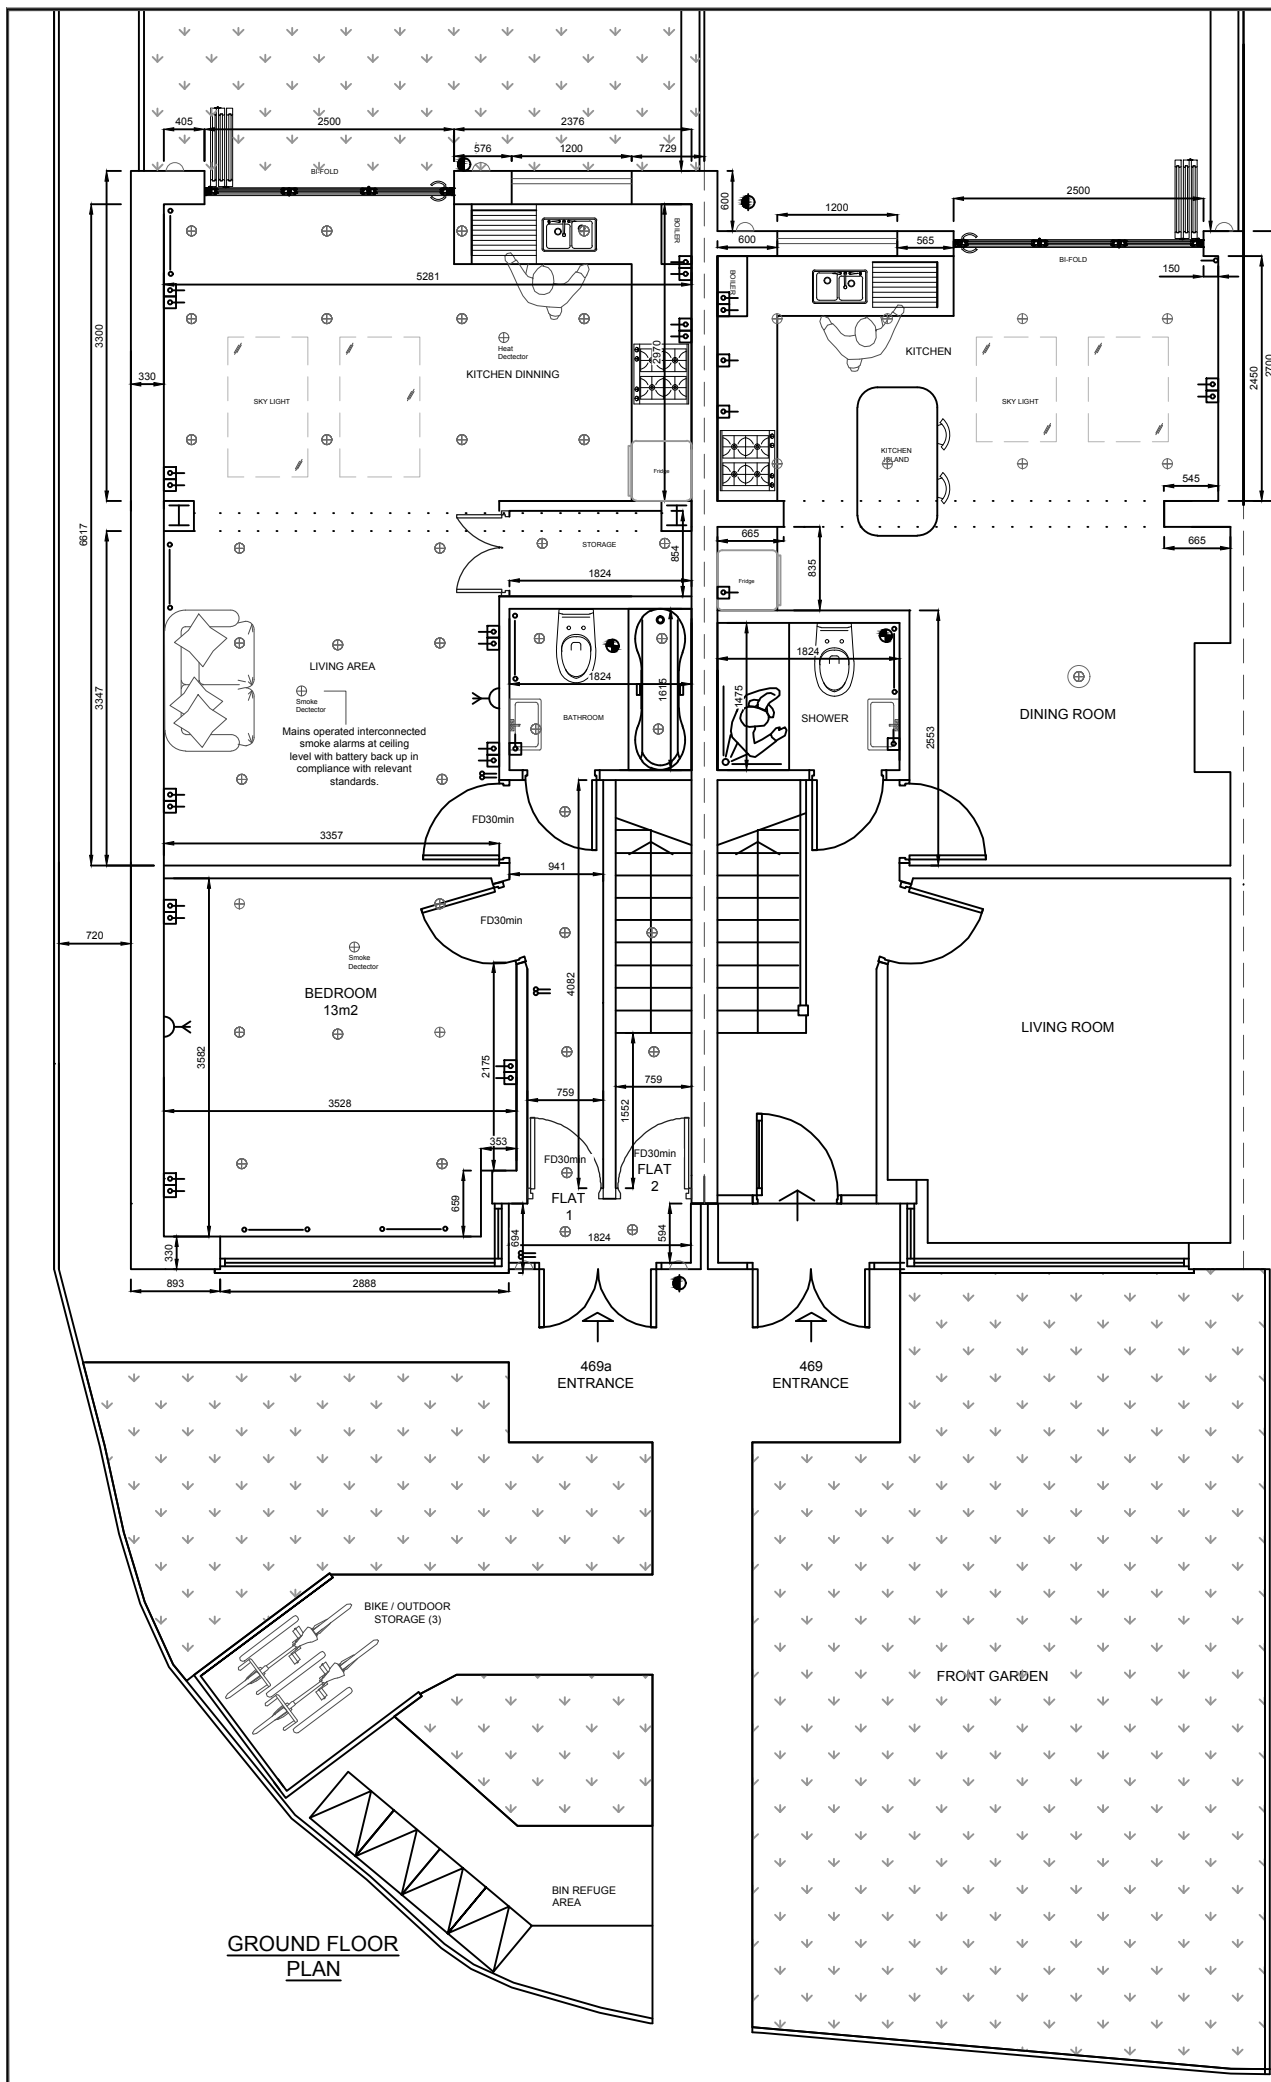 405
2500
2376
576
1200
729
BI-FOLD
600
2500
1200
600
565
BI-FOLD
150
BOILER
BOILER
5281
3300
330
Heat
Dectector
KITCHEN DINNING
2970
KITCHEN
2450
2700
SKY LIGHT
SKY LIGHT
KITCHEN
ISLAND
Fridge
545
6617
STORAGE
854
1824
665
835
665
Fridge
3347
LIVING AREA
Smoke
Dectector
Mains operated interconnected
smoke alarms at ceiling
level with battery back up in
compliance with relevant
standards.
1824
1615
BATHROOM
1824
1475
SHOWER
2553
DINING ROOM
3357
FD30min
941
FD30min
720
Smoke
Dectector
BEDROOM
13m2
4082
LIVING ROOM
3582
2175
3528
759
759
1552
353
FD30min
FD30min
FLAT
1
FLAT
2
659
694
594
1824
330
893
2888
469a
ENTRANCE
469
ENTRANCE
BIKE / OUTDOOR
STORAGE (3)
FRONT GARDEN
BIN REFUGE
AREA
GROUND FLOOR
PLAN